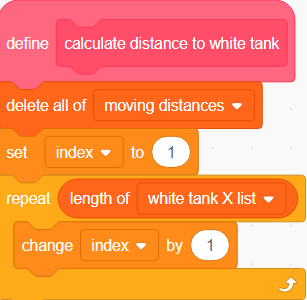 define calculate distance to white tank
delete all of moving distances
set index to 1
repeat length of white tank X list
change index by 1